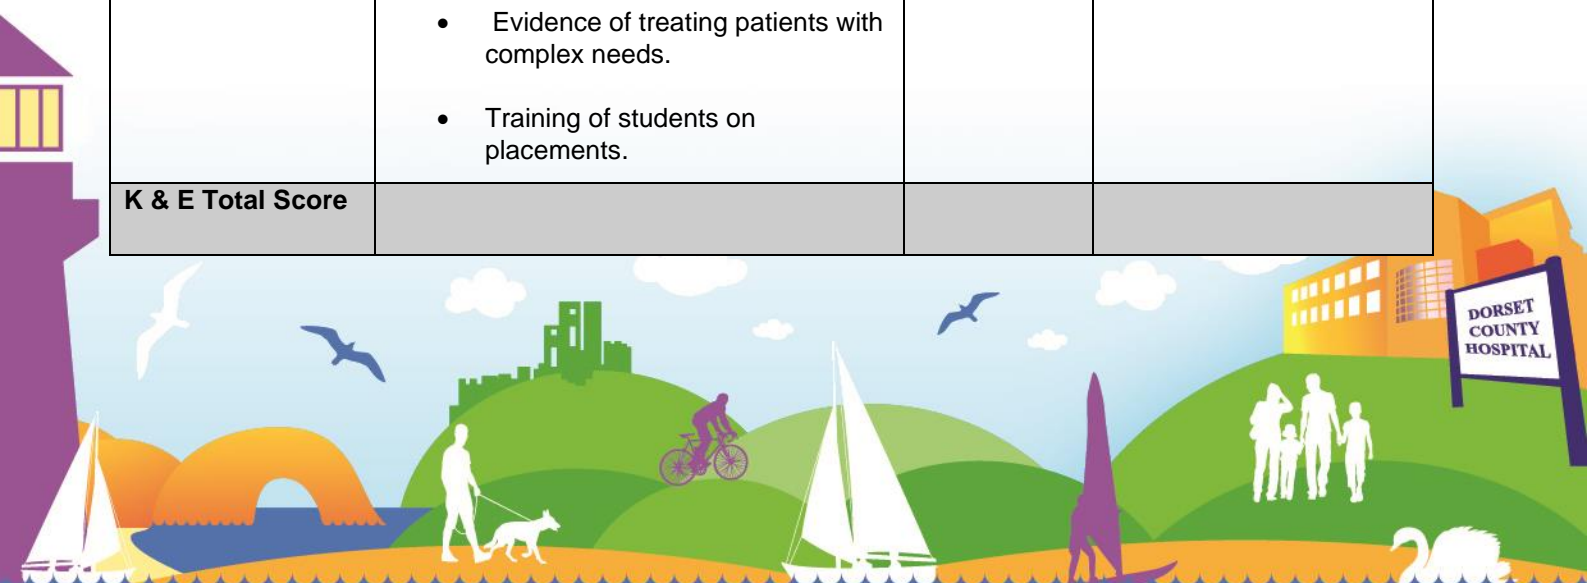 • Evidence of treating patients with
complex needs.
• Training of students on
placements.
K & E Total Score
DORSET
COUNTY
HOSPITAL